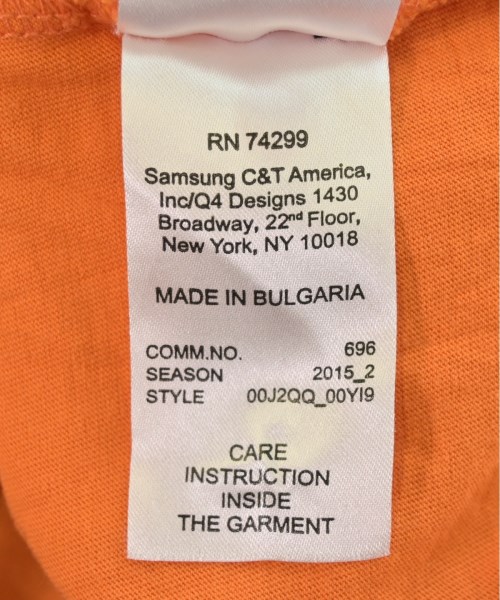 RN 74299
Samsung C&T America,
Inc/Q4 Designs 1430
Broadway, 22nd Floor,
New York, NY 10018
MADE IN BULGARIA
COMM.NO. 696
SEASON 2015_2
STYLE 00J2QQ_00YI9
CARE
INSTRUCTION
INSIDE
THE GARMENT